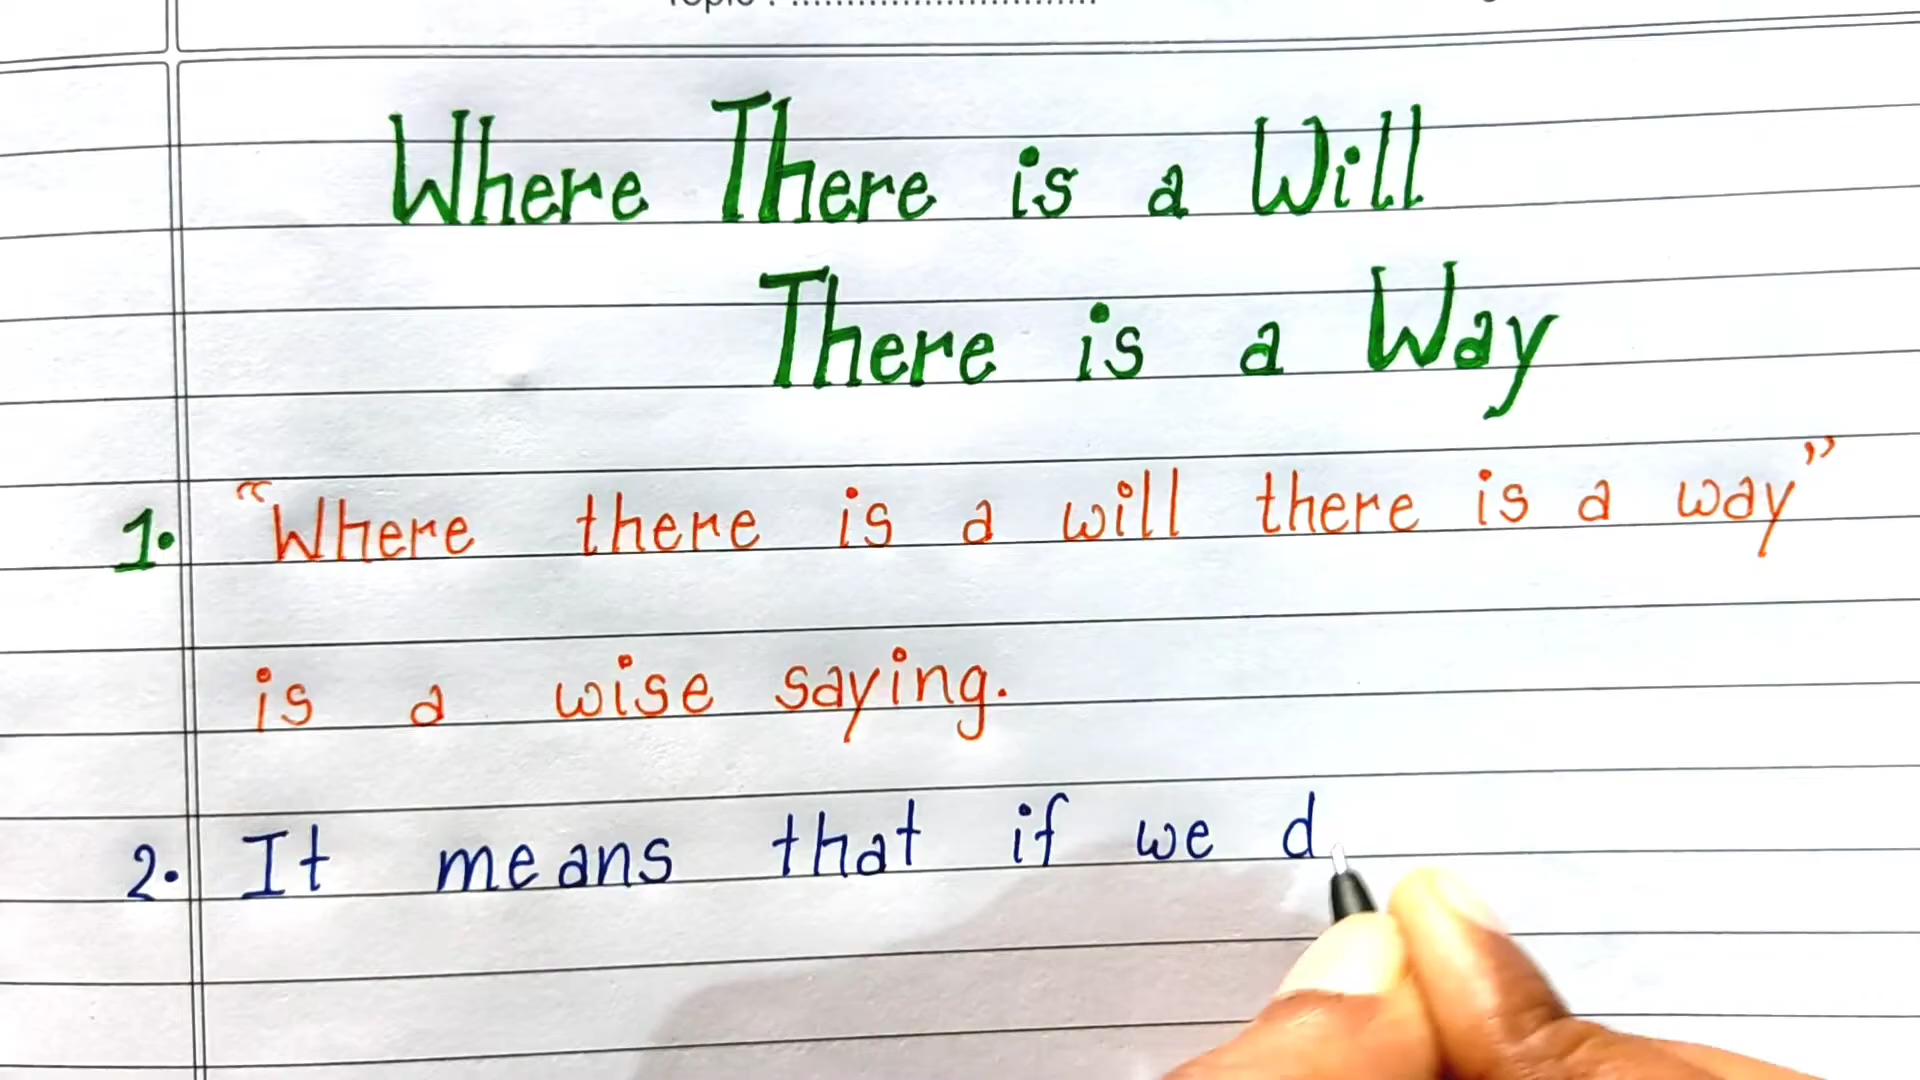 Topic : ........................................
Where There is a Will
There is a Way
1. "Where there is a will there is a way"
is a wise saying.
2. It means that if we d